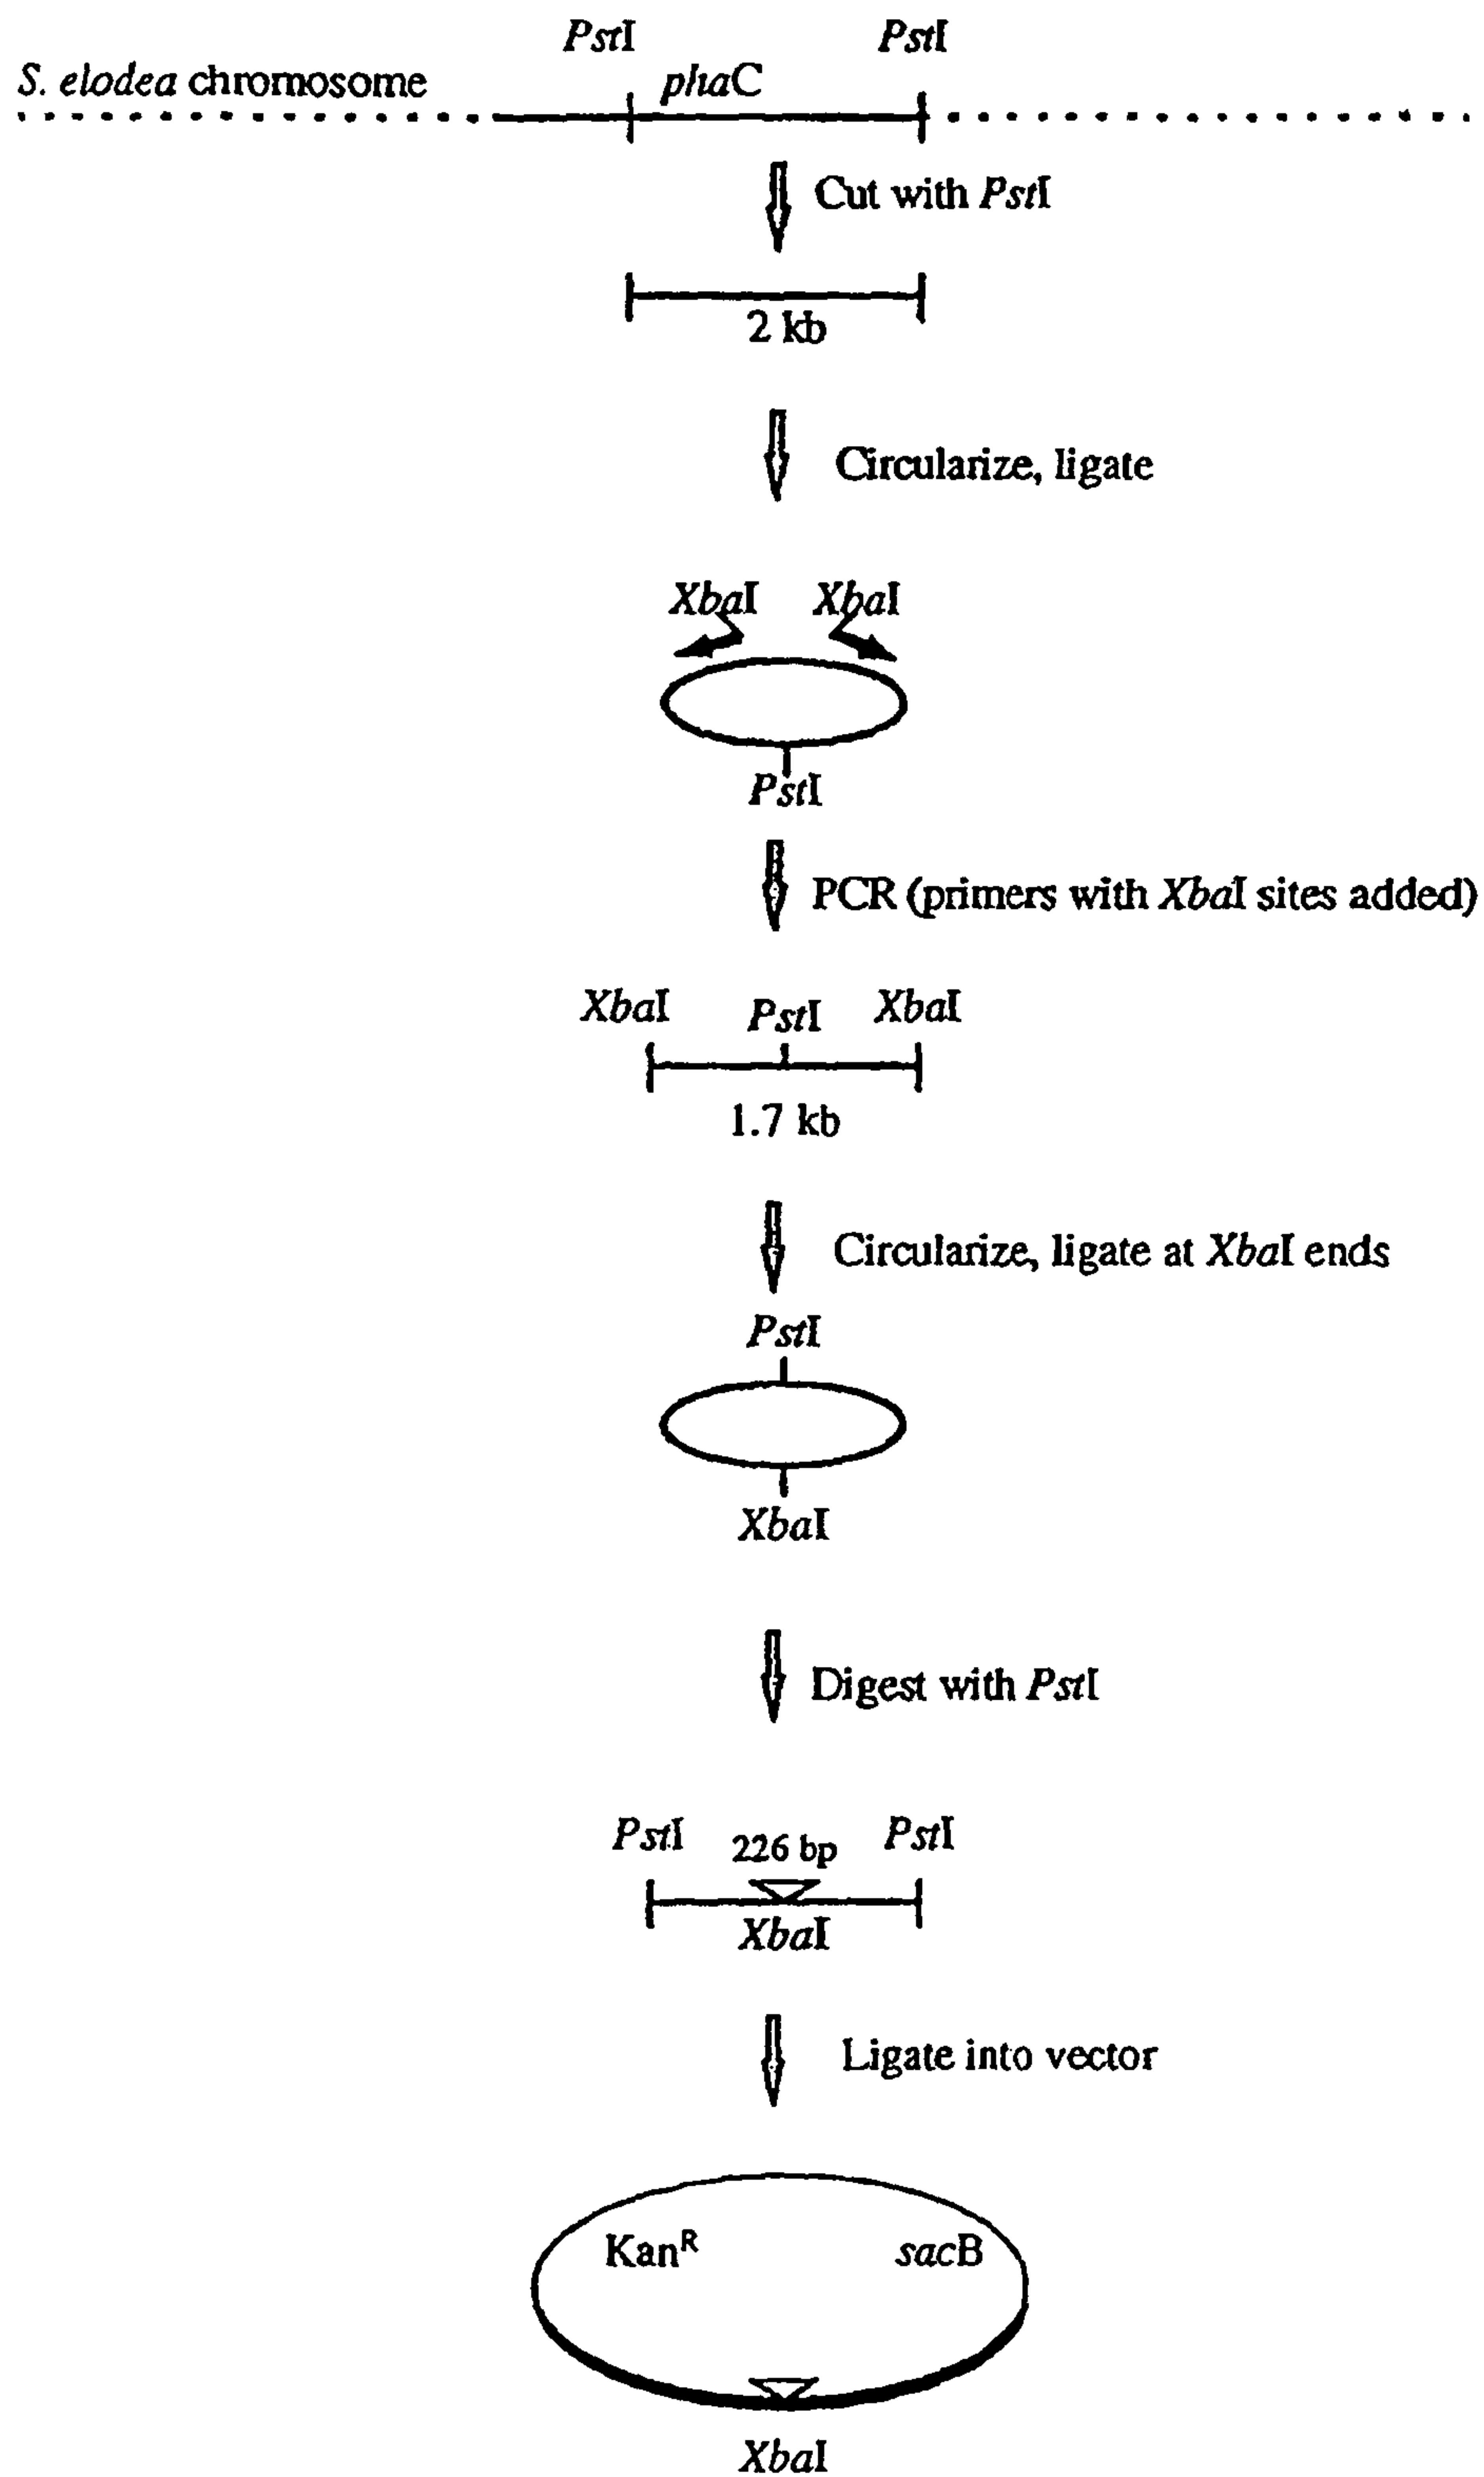 PstI PstI
S. elodea chromosome phaC
Cut with PstI
2 kb
Circularize, ligate
XbaI XbaI
PstI
PCR (primers with XbaI sites added)
XbaI PstI XbaI
1.7 kb
Circularize, ligate at XbaI ends
PstI
XbaI
Digest with PstI
PstI 226 bp PstI
XbaI
Ligate into vector
Kan^R sacB
XbaI